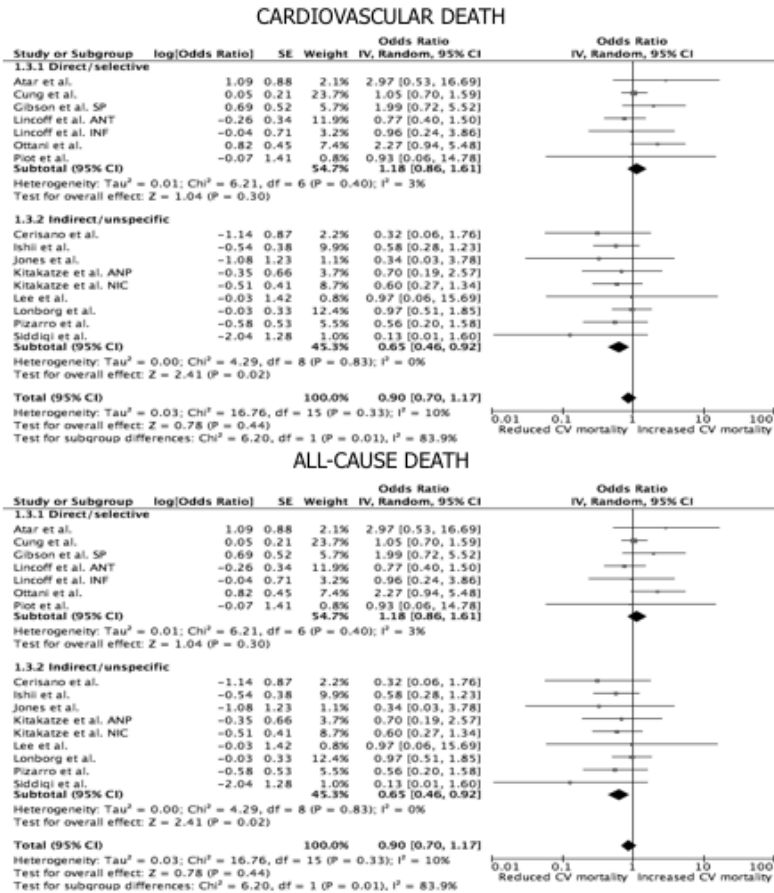 CARDIOVASCULAR DEATH
Odds Ratio Odds Ratio
Study or Subgroup log[Odds Ratio] SE Weight IV, Random, 95% CI IV, Random, 95% CI
1.3.1 Direct/selective
Atar et al. 1.09 0.88 2.1% 2.97 [0.53, 16.69]
Cung et al. 0.05 0.21 23.7% 1.05 [0.70, 1.59]
Gibson et al. SP 0.69 0.52 5.7% 1.99 [0.72, 5.52]
Lincoff et al. ANT -0.26 0.34 11.9% 0.77 [0.40, 1.50]
Lincoff et al. INF -0.04 0.71 3.2% 0.96 [0.24, 3.86]
Ottani et al. 0.82 0.45 7.4% 2.27 [0.94, 5.48]
Piot et al. -0.07 1.41 0.8% 0.93 [0.06, 14.78]
Subtotal (95% CI) 54.7% 1.18 [0.86, 1.61]
Heterogeneity: Tau² = 0.01; Chi² = 6.21, df = 6 (P = 0.40); I² = 3%
Test for overall effect: Z = 1.04 (P = 0.30)
1.3.2 Indirect/unspecific
Cerisano et al. -1.14 0.87 2.2% 0.32 [0.06, 1.76]
Ishii et al. -0.54 0.38 9.9% 0.58 [0.28, 1.23]
Jones et al. -1.08 1.23 1.1% 0.34 [0.03, 3.78]
Kitakatze et al. ANP -0.35 0.66 3.7% 0.70 [0.19, 2.57]
Kitakatze et al. NIC -0.51 0.41 8.7% 0.60 [0.27, 1.34]
Lee et al. -0.03 1.42 0.8% 0.97 [0.06, 15.69]
Lonborg et al. -0.03 0.33 12.4% 0.97 [0.51, 1.85]
Pizarro et al. -0.58 0.53 5.5% 0.56 [0.20, 1.58]
Siddiqi et al. -2.04 1.28 1.0% 0.13 [0.01, 1.60]
Subtotal (95% CI) 45.3% 0.65 [0.46, 0.92]
Heterogeneity: Tau² = 0.00; Chi² = 4.29, df = 8 (P = 0.83); I² = 0%
Test for overall effect: Z = 2.41 (P = 0.02)
Total (95% CI) 100.0% 0.90 [0.70, 1.17]
Heterogeneity: Tau² = 0.03; Chi² = 16.76, df = 15 (P = 0.33); I² = 10%
Test for overall effect: Z = 0.78 (P = 0.44)
Test for subgroup differences: Chi² = 6.20, df = 1 (P = 0.01), I² = 83.9%
0.01 0.1 1 10 100
Reduced CV mortality Increased CV mortality
ALL-CAUSE DEATH
Odds Ratio Odds Ratio
Study or Subgroup log[Odds Ratio] SE Weight IV, Random, 95% CI IV, Random, 95% CI
1.3.1 Direct/selective
Atar et al. 1.09 0.88 2.1% 2.97 [0.53, 16.69]
Cung et al. 0.05 0.21 23.7% 1.05 [0.70, 1.59]
Gibson et al. SP 0.69 0.52 5.7% 1.99 [0.72, 5.52]
Lincoff et al. ANT -0.26 0.34 11.9% 0.77 [0.40, 1.50]
Lincoff et al. INF -0.04 0.71 3.2% 0.96 [0.24, 3.86]
Ottani et al. 0.82 0.45 7.4% 2.27 [0.94, 5.48]
Piot et al. -0.07 1.41 0.8% 0.93 [0.06, 14.78]
Subtotal (95% CI) 54.7% 1.18 [0.86, 1.61]
Heterogeneity: Tau² = 0.01; Chi² = 6.21, df = 6 (P = 0.40); I² = 3%
Test for overall effect: Z = 1.04 (P = 0.30)
1.3.2 Indirect/unspecific
Cerisano et al. -1.14 0.87 2.2% 0.32 [0.06, 1.76]
Ishii et al. -0.54 0.38 9.9% 0.58 [0.28, 1.23]
Jones et al. -1.08 1.23 1.1% 0.34 [0.03, 3.78]
Kitakatze et al. ANP -0.35 0.66 3.7% 0.70 [0.19, 2.57]
Kitakatze et al. NIC -0.51 0.41 8.7% 0.60 [0.27, 1.34]
Lee et al. -0.03 1.42 0.8% 0.97 [0.06, 15.69]
Lonborg et al. -0.03 0.33 12.4% 0.97 [0.51, 1.85]
Pizarro et al. -0.58 0.53 5.5% 0.56 [0.20, 1.58]
Siddiqi et al. -2.04 1.28 1.0% 0.13 [0.01, 1.60]
Subtotal (95% CI) 45.3% 0.65 [0.46, 0.92]
Heterogeneity: Tau² = 0.00; Chi² = 4.29, df = 8 (P = 0.83); I² = 0%
Test for overall effect: Z = 2.41 (P = 0.02)
Total (95% CI) 100.0% 0.90 [0.70, 1.17]
Heterogeneity: Tau² = 0.03; Chi² = 16.76, df = 15 (P = 0.33); I² = 10%
Test for overall effect: Z = 0.78 (P = 0.44)
Test for subgroup differences: Chi² = 6.20, df = 1 (P = 0.01), I² = 83.9%
0.01 0.1 1 10 100
Reduced CV mortality Increased CV mortality